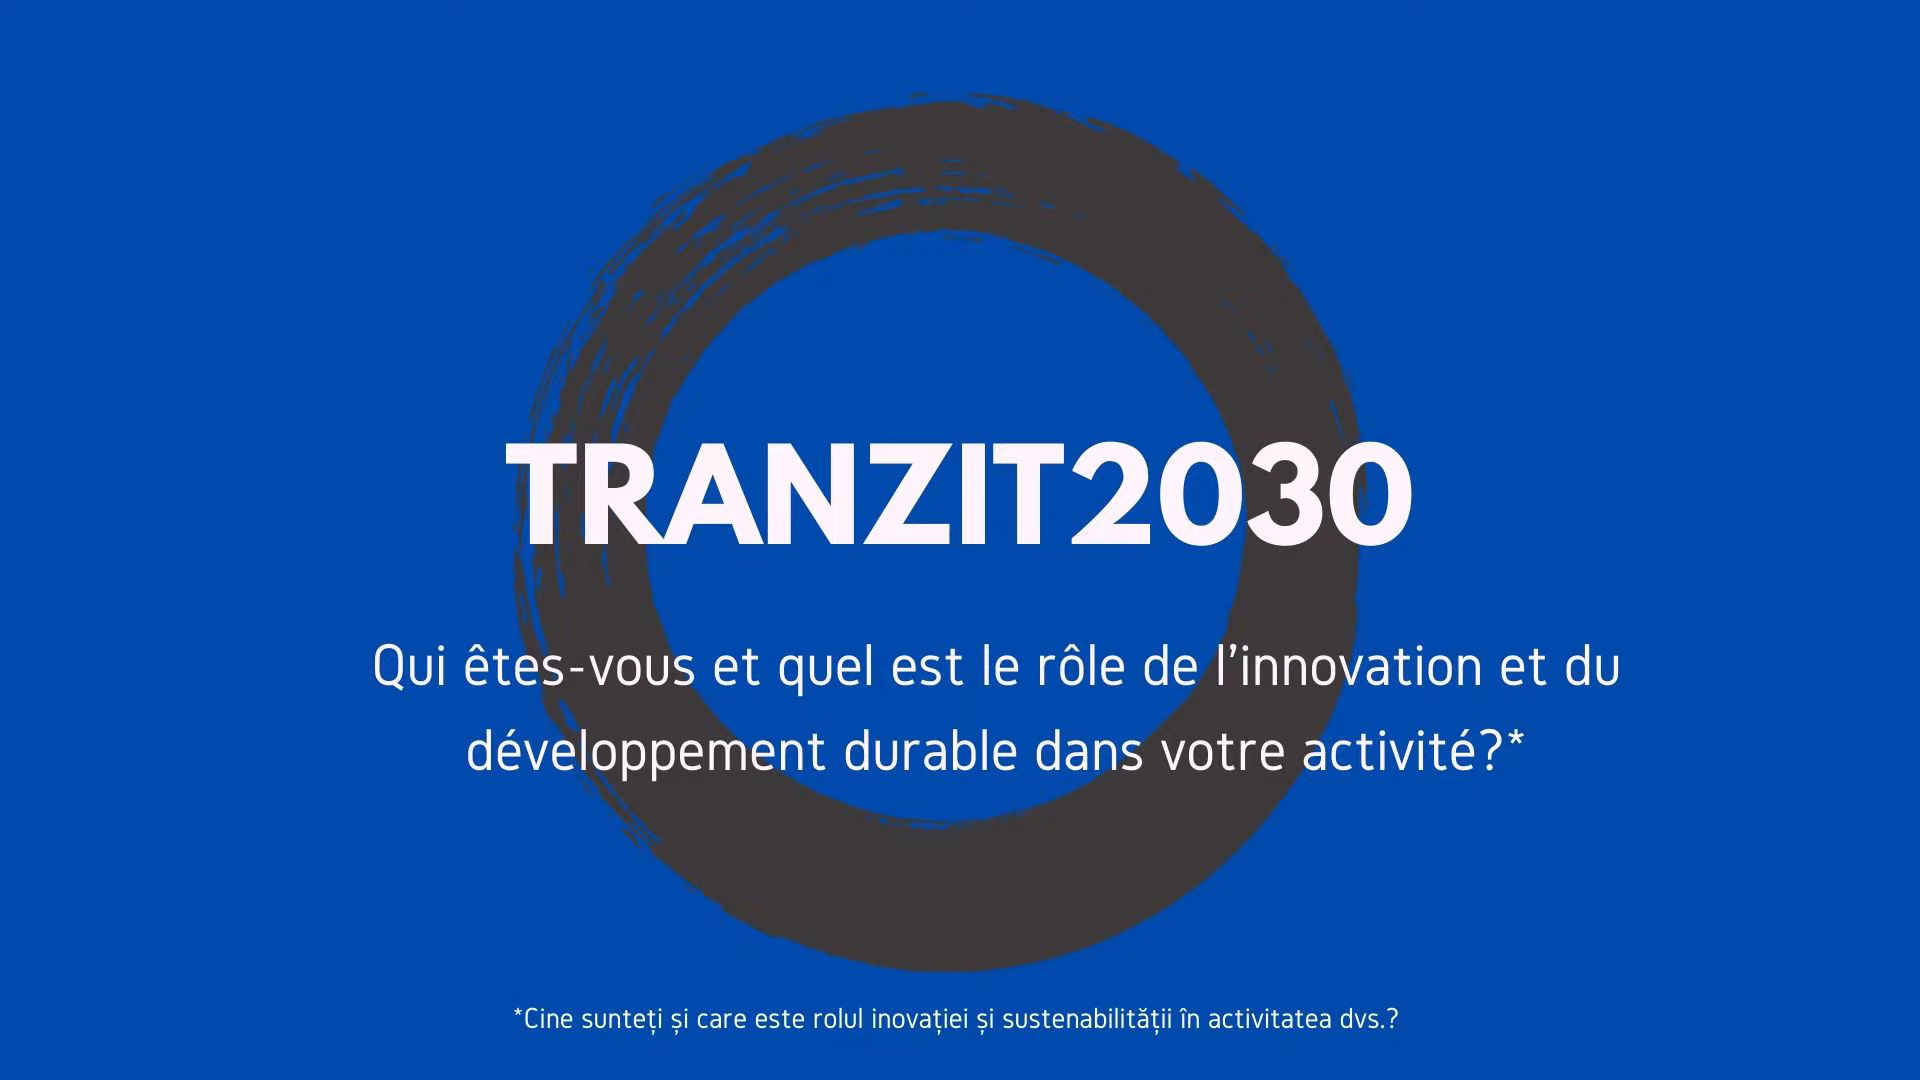 TRANZIT2030
Qui êtes-vous et quel est le rôle de l'innovation et du
développement durable dans votre activité?*
*Cine sunteți și care este rolul inovației și sustenabilității în activitatea dvs.?